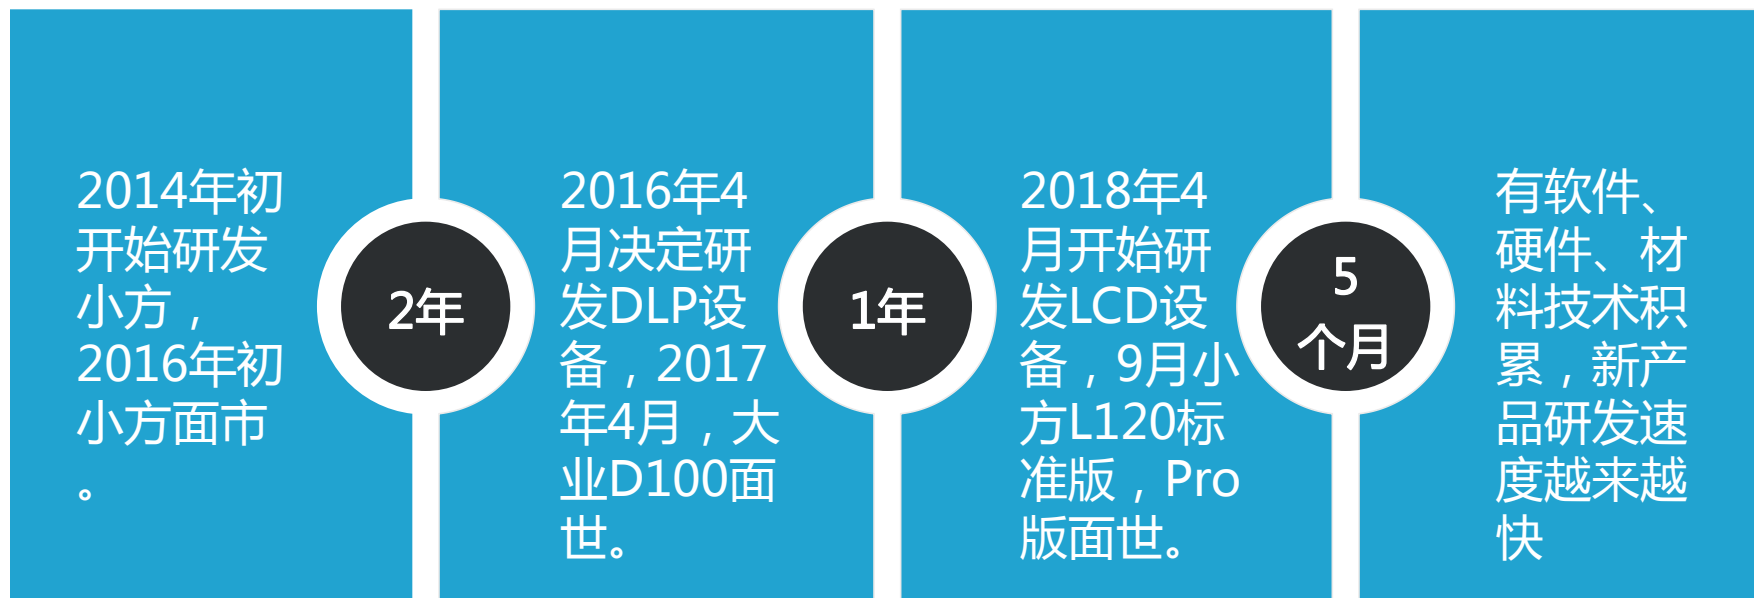 2014年初
开始研发
小方，
2016年初
小方面市
。
2年
2016年4
月决定研
发DLP设
备，2017
年4月，大
业D100面
世。
1年
2018年4
月开始研
发LCD设
备，9月小
方L120标
准版，Pro
版面世。
5
个月
有软件、
硬件、材
料技术积
累，新产
品研发速
度越来越
快